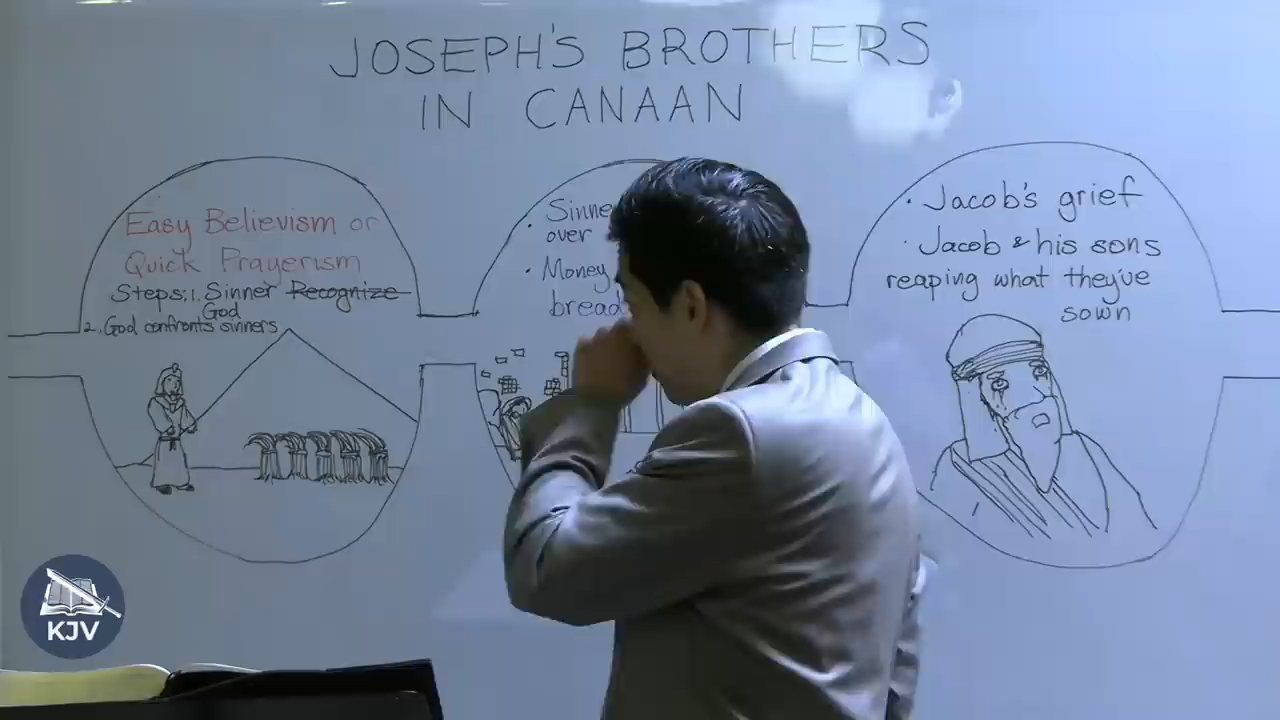 JOSEPH'S BROTHERS
IN CANAAN
Easy Believism or
Quick Prayerism
Steps: 1. Sinner Recognize
God
2. God confronts sinners
over
• Money
bread
• Jacob's grief
• Jacob & his sons
reaping what they've
sown
KJV